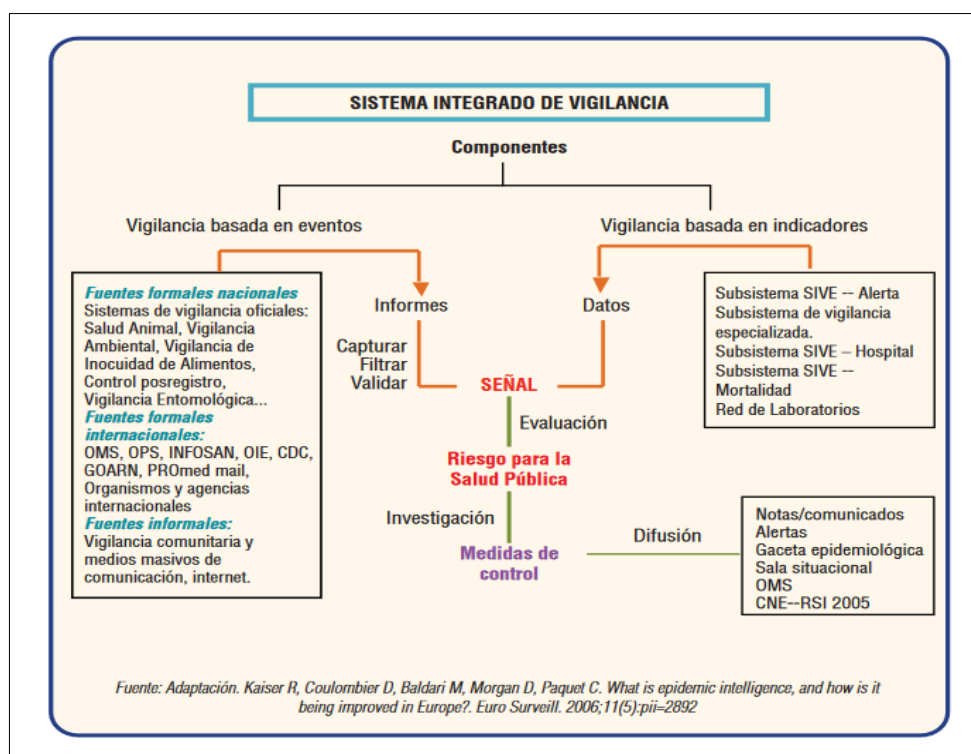 SISTEMA INTEGRADO DE VIGILANCIA
Componentes
Vigilancia basada en eventos
Vigilancia basada en indicadores
Fuentes formales nacionales
Sistemas de vigilancia oficiales:
Salud Animal, Vigilancia
Ambiental, Vigilancia de
Inocuidad de Alimentos,
Control posregistro,
Vigilancia Entomológica...
Fuentes formales
internacionales:
OMS, OPS, INFOSAN, OIE, CDC,
GOARN, PROmed mail,
Organismos y agencias
internacionales
Fuentes informales:
Vigilancia comunitaria y
medios masivos de
comunicación, internet.
Informes
Datos
Capturar
Filtrar
Validar
SEÑAL
Subsistema SIVE -- Alerta
Subsistema de vigilancia
especializada.
Subsistema SIVE – Hospital
Subsistema SIVE --
Mortalidad
Red de Laboratorios
Evaluación
Riesgo para la
Salud Pública
Investigación
Medidas de
control
Difusión
Notas/comunicados
Alertas
Gaceta epidemiológica
Sala situacional
OMS
CNE--RSI 2005
Fuente: Adaptación. Kaiser R, Coulombier D, Baldari M, Morgan D, Paquet C. What is epidemic intelligence, and how is it
being improved in Europe?. Euro Surveill. 2006;11(5):pii=2892